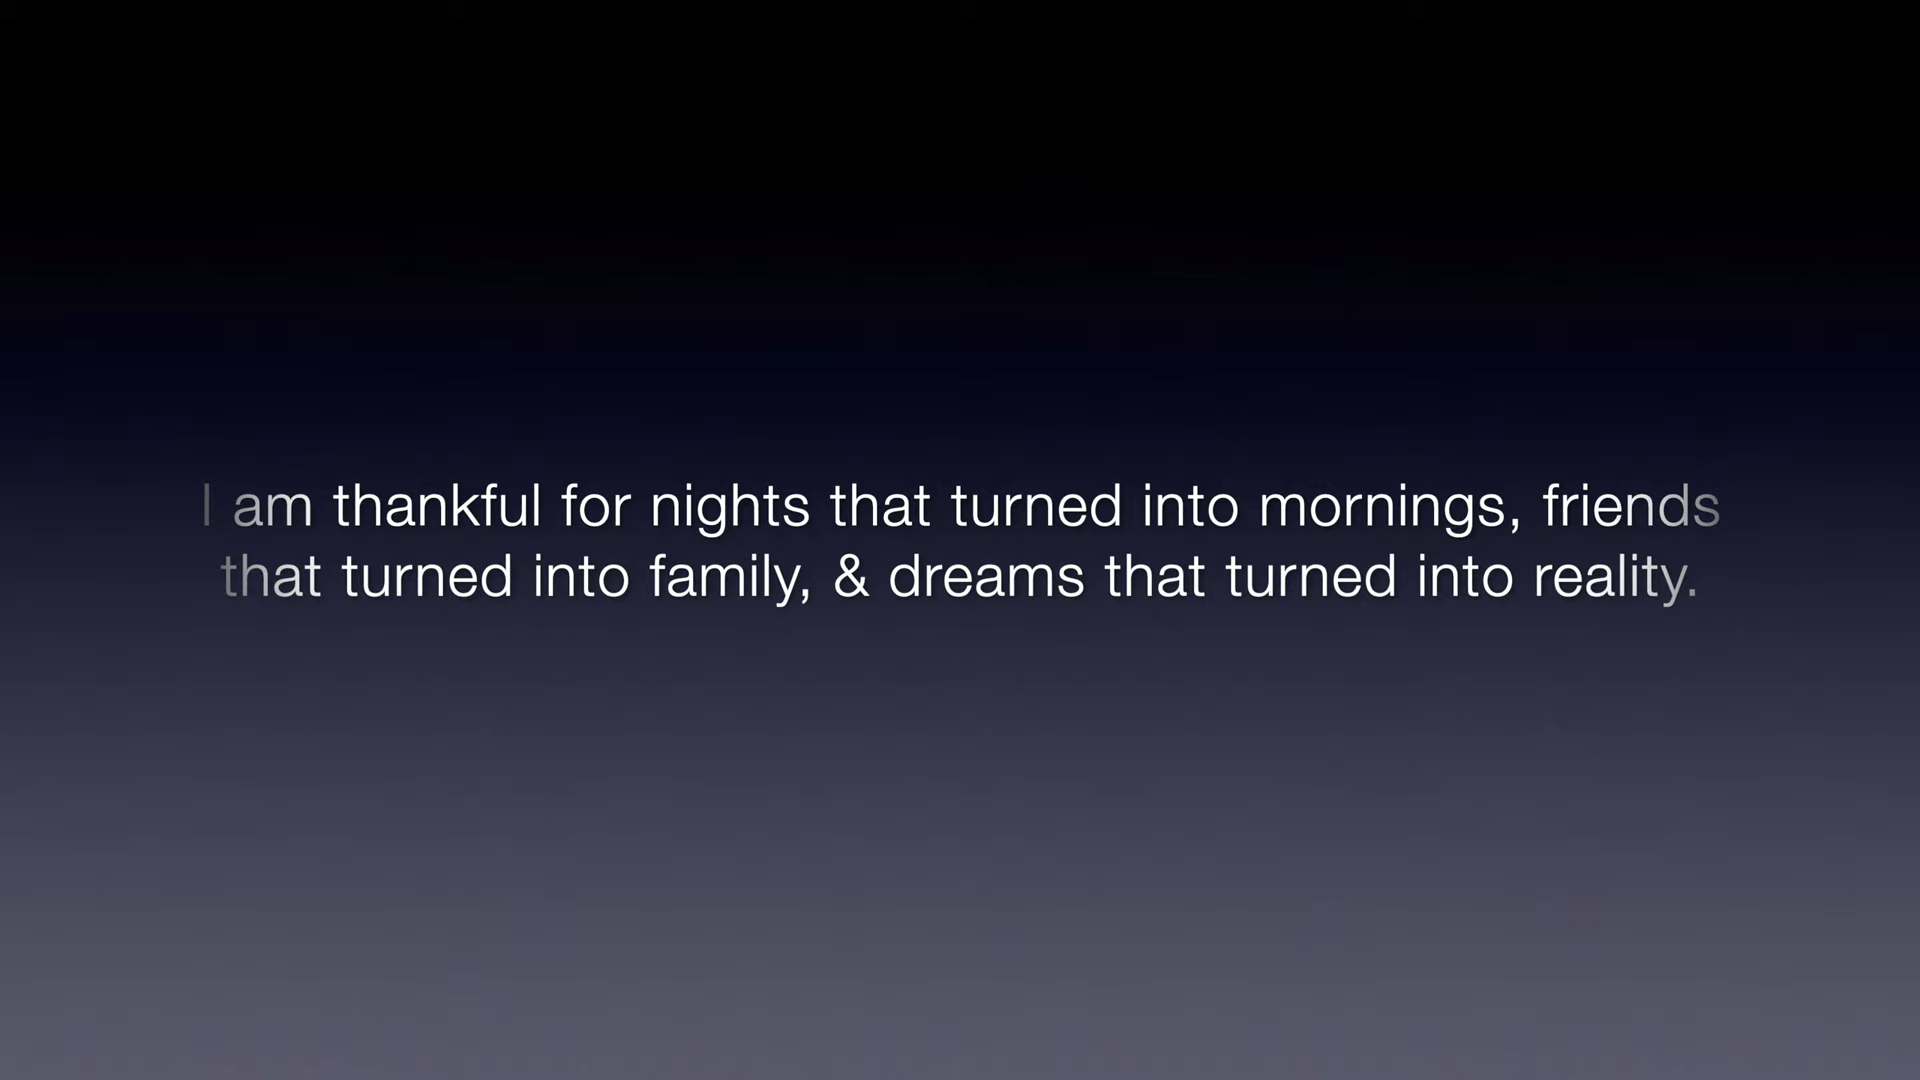 I am thankful for nights that turned into mornings, friends
that turned into family, & dreams that turned into reality.